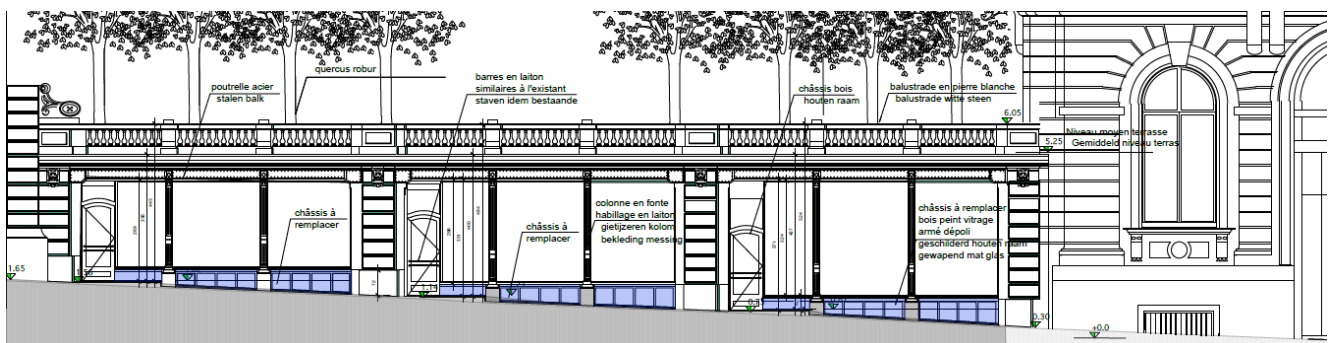 quercus robur
poutrelle acier
stalen balk
barres en laiton
similaires à l'existant
staven idem bestaande
châssis bois
houten raam
balustrade en pierre blanche
balustrade witte steen
6.05
Niveau moyen terrasse
5.25
Gemiddeld niveau terras
châssis à
remplacer
châssis à
remplacer
colonne en fonte
habillage en laiton
gietijzeren kolom
bekleding messing
châssis à remplacer
bois peint vitrage
armé dépoli
geschilderd houten raam
gewapend mat glas
1.65
72
0.30
+0.0